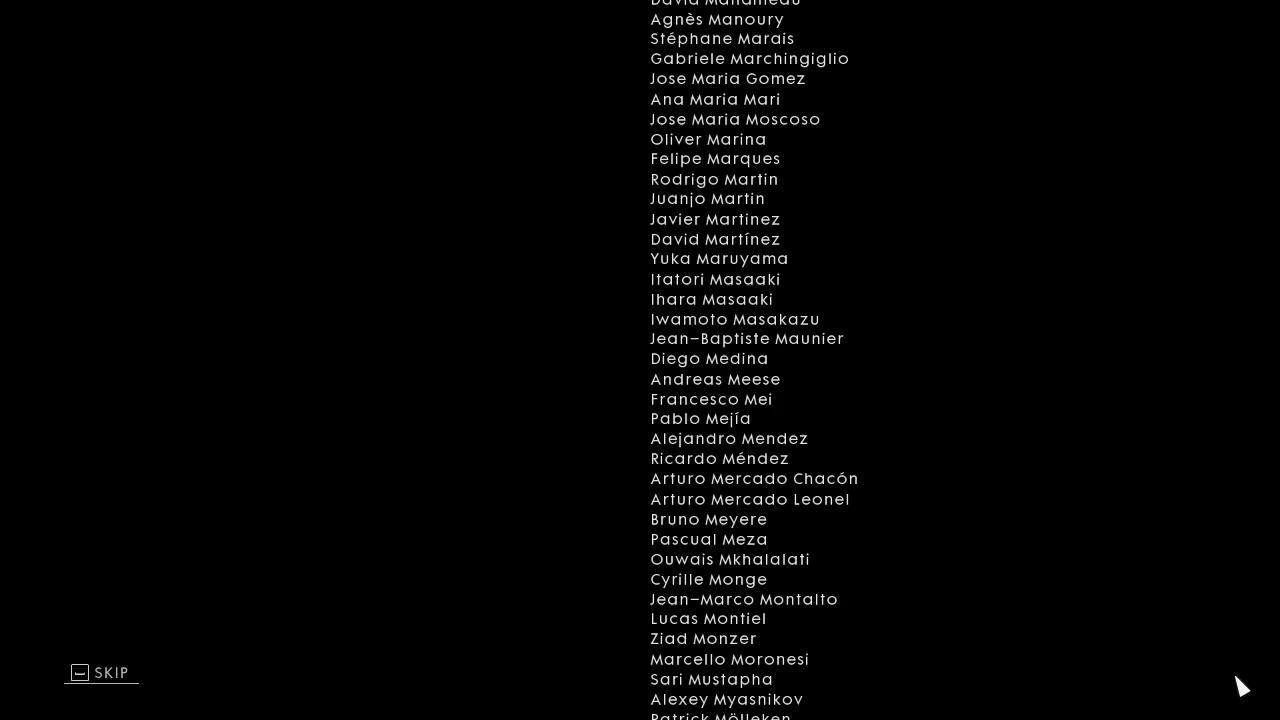 Agnès Manoury
Stéphane Marais
Gabriele Marchingiglio
Jose Maria Gomez
Ana Maria Mari
Jose Maria Moscoso
Oliver Marina
Felipe Marques
Rodrigo Martin
Juanjo Martin
Javier Martinez
David Martínez
Yuka Maruyama
Itatori Masaaki
Ihara Masaaki
Iwamoto Masakazu
Jean-Baptiste Maunier
Diego Medina
Andreas Meese
Francesco Mei
Pablo Mejía
Alejandro Mendez
Ricardo Méndez
Arturo Mercado Chacón
Arturo Mercado Leonel
Bruno Meyere
Pascual Meza
Ouwais Mkhalalati
Cyrille Monge
Jean-Marco Montalto
Lucas Montiel
Ziad Monzer
Marcello Moronesi
SKIP
Sari Mustapha
Alexey Myasnikov
Patrick Mölleken